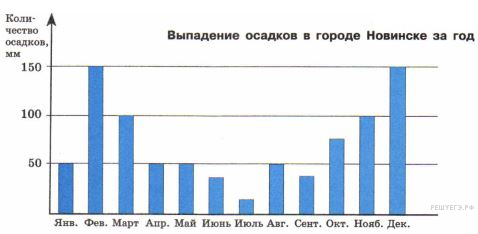 Коли-
чество
осадков,
мм
Выпадение осадков в городе Новинске за год
150
100
50
Янв. Фев. Март Апр. Май Июнь Июль Авг. Сент. Окт. Нояб. Дек.
РЕШУЕГЭ.РФ